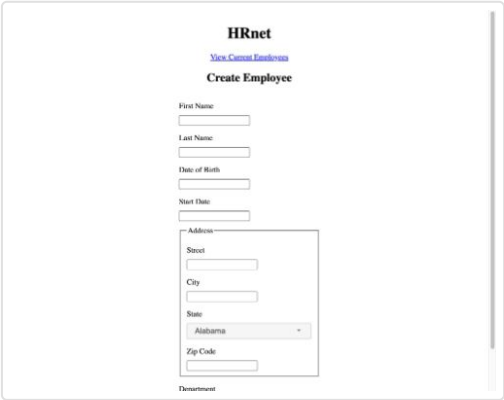 HRnet
View Current Employees
Create Employee
First Name
Last Name
Date of Birth
Start Date
Address
Street
City
State
Alabama
Zip Code
Department